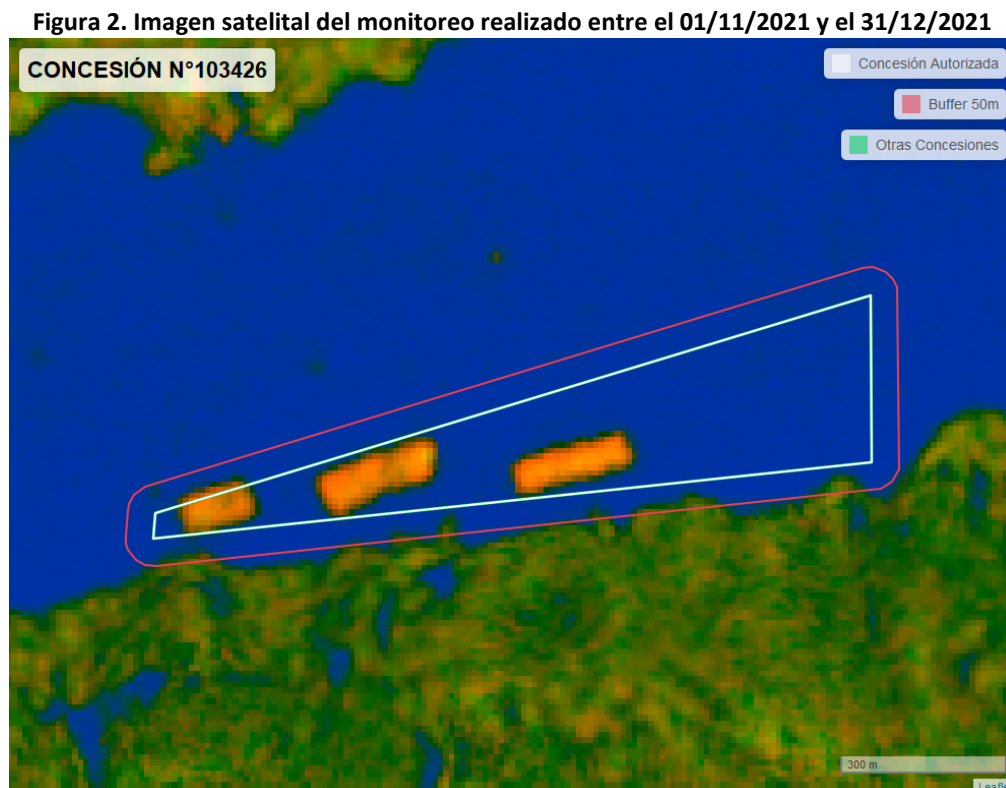 Figura 2. Imagen satelital del monitoreo realizado entre el 01/11/2021 y el 31/12/2021
CONCESIÓN N°103426
Concesión Autorizada
Buffer 50m
Otras Concesiones
300 m